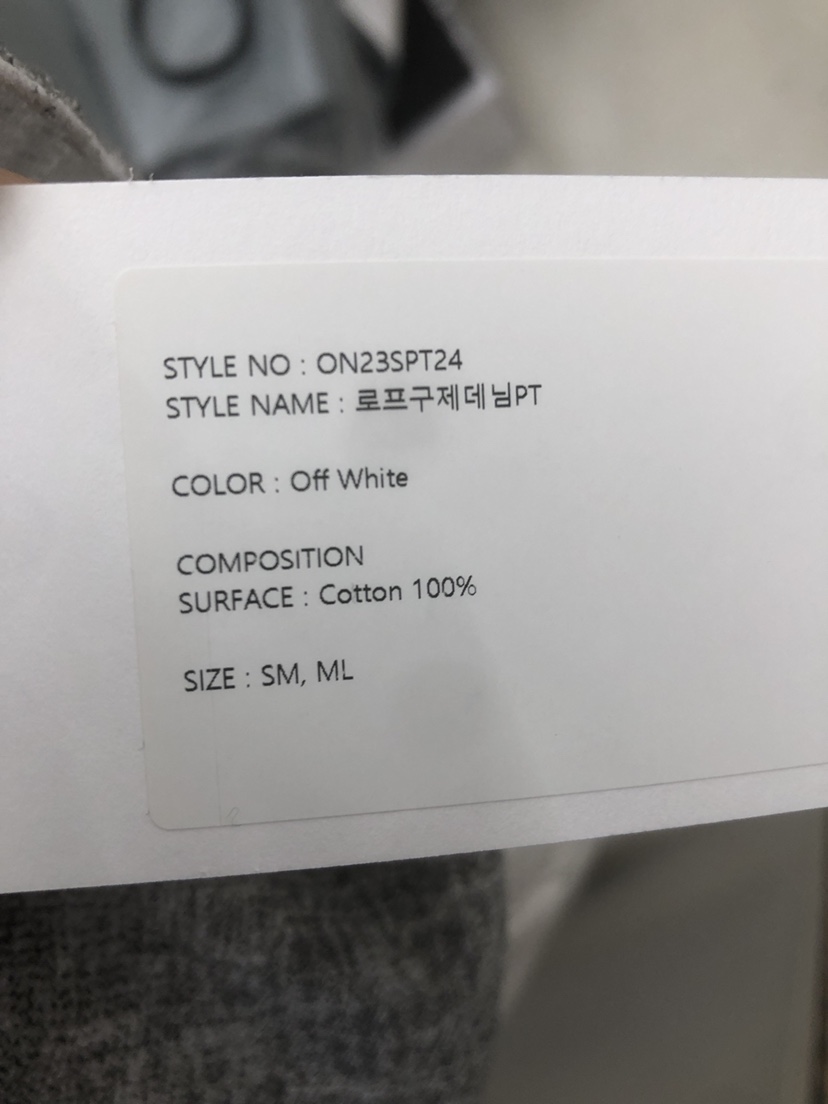 STYLE NO : ON23SPT24
STYLE NAME : 로프구제데님PT
COLOR : Off White
COMPOSITION
SURFACE : Cotton 100%
SIZE : SM, ML